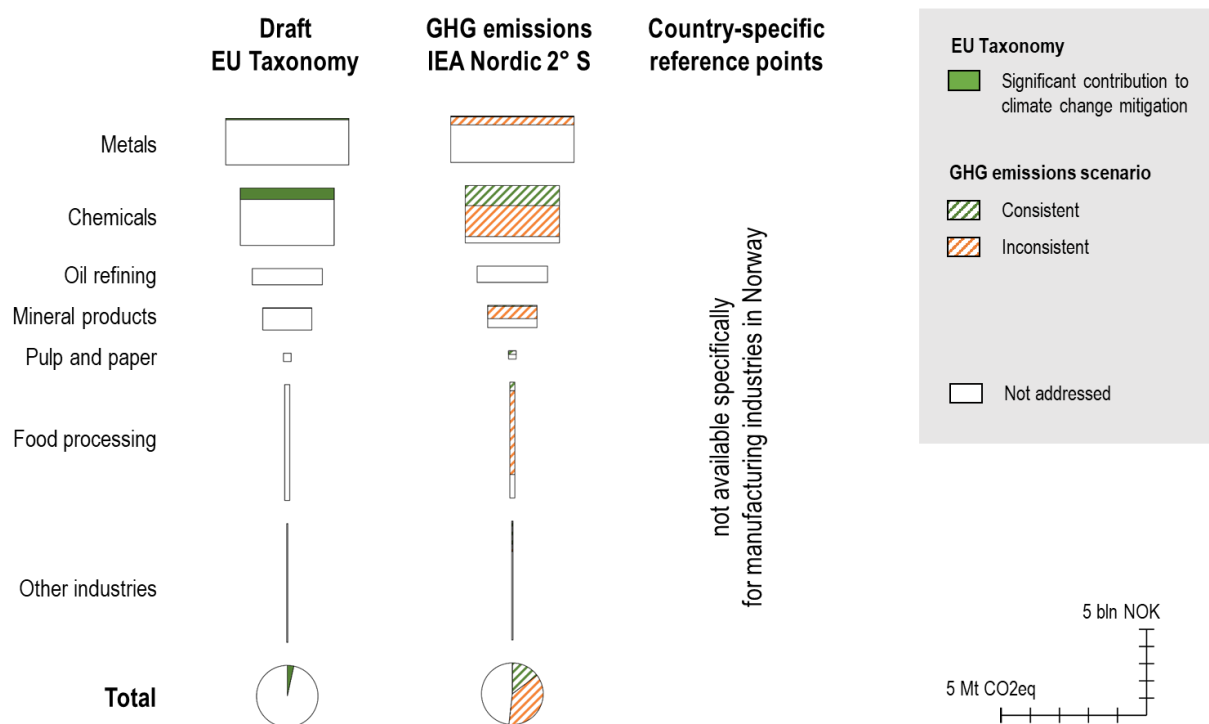 Draft
EU Taxonomy
GHG emissions
IEA Nordic 2° S
Country-specific
reference points
Metals
Chemicals
Oil refining
Mineral products
Pulp and paper
Food processing
Other industries
Total
not available specifically
for manufacturing industries in Norway
EU Taxonomy
Significant contribution to
climate change mitigation
GHG emissions scenario
Consistent
Inconsistent
Not addressed
5 bln NOK
5 Mt CO2eq